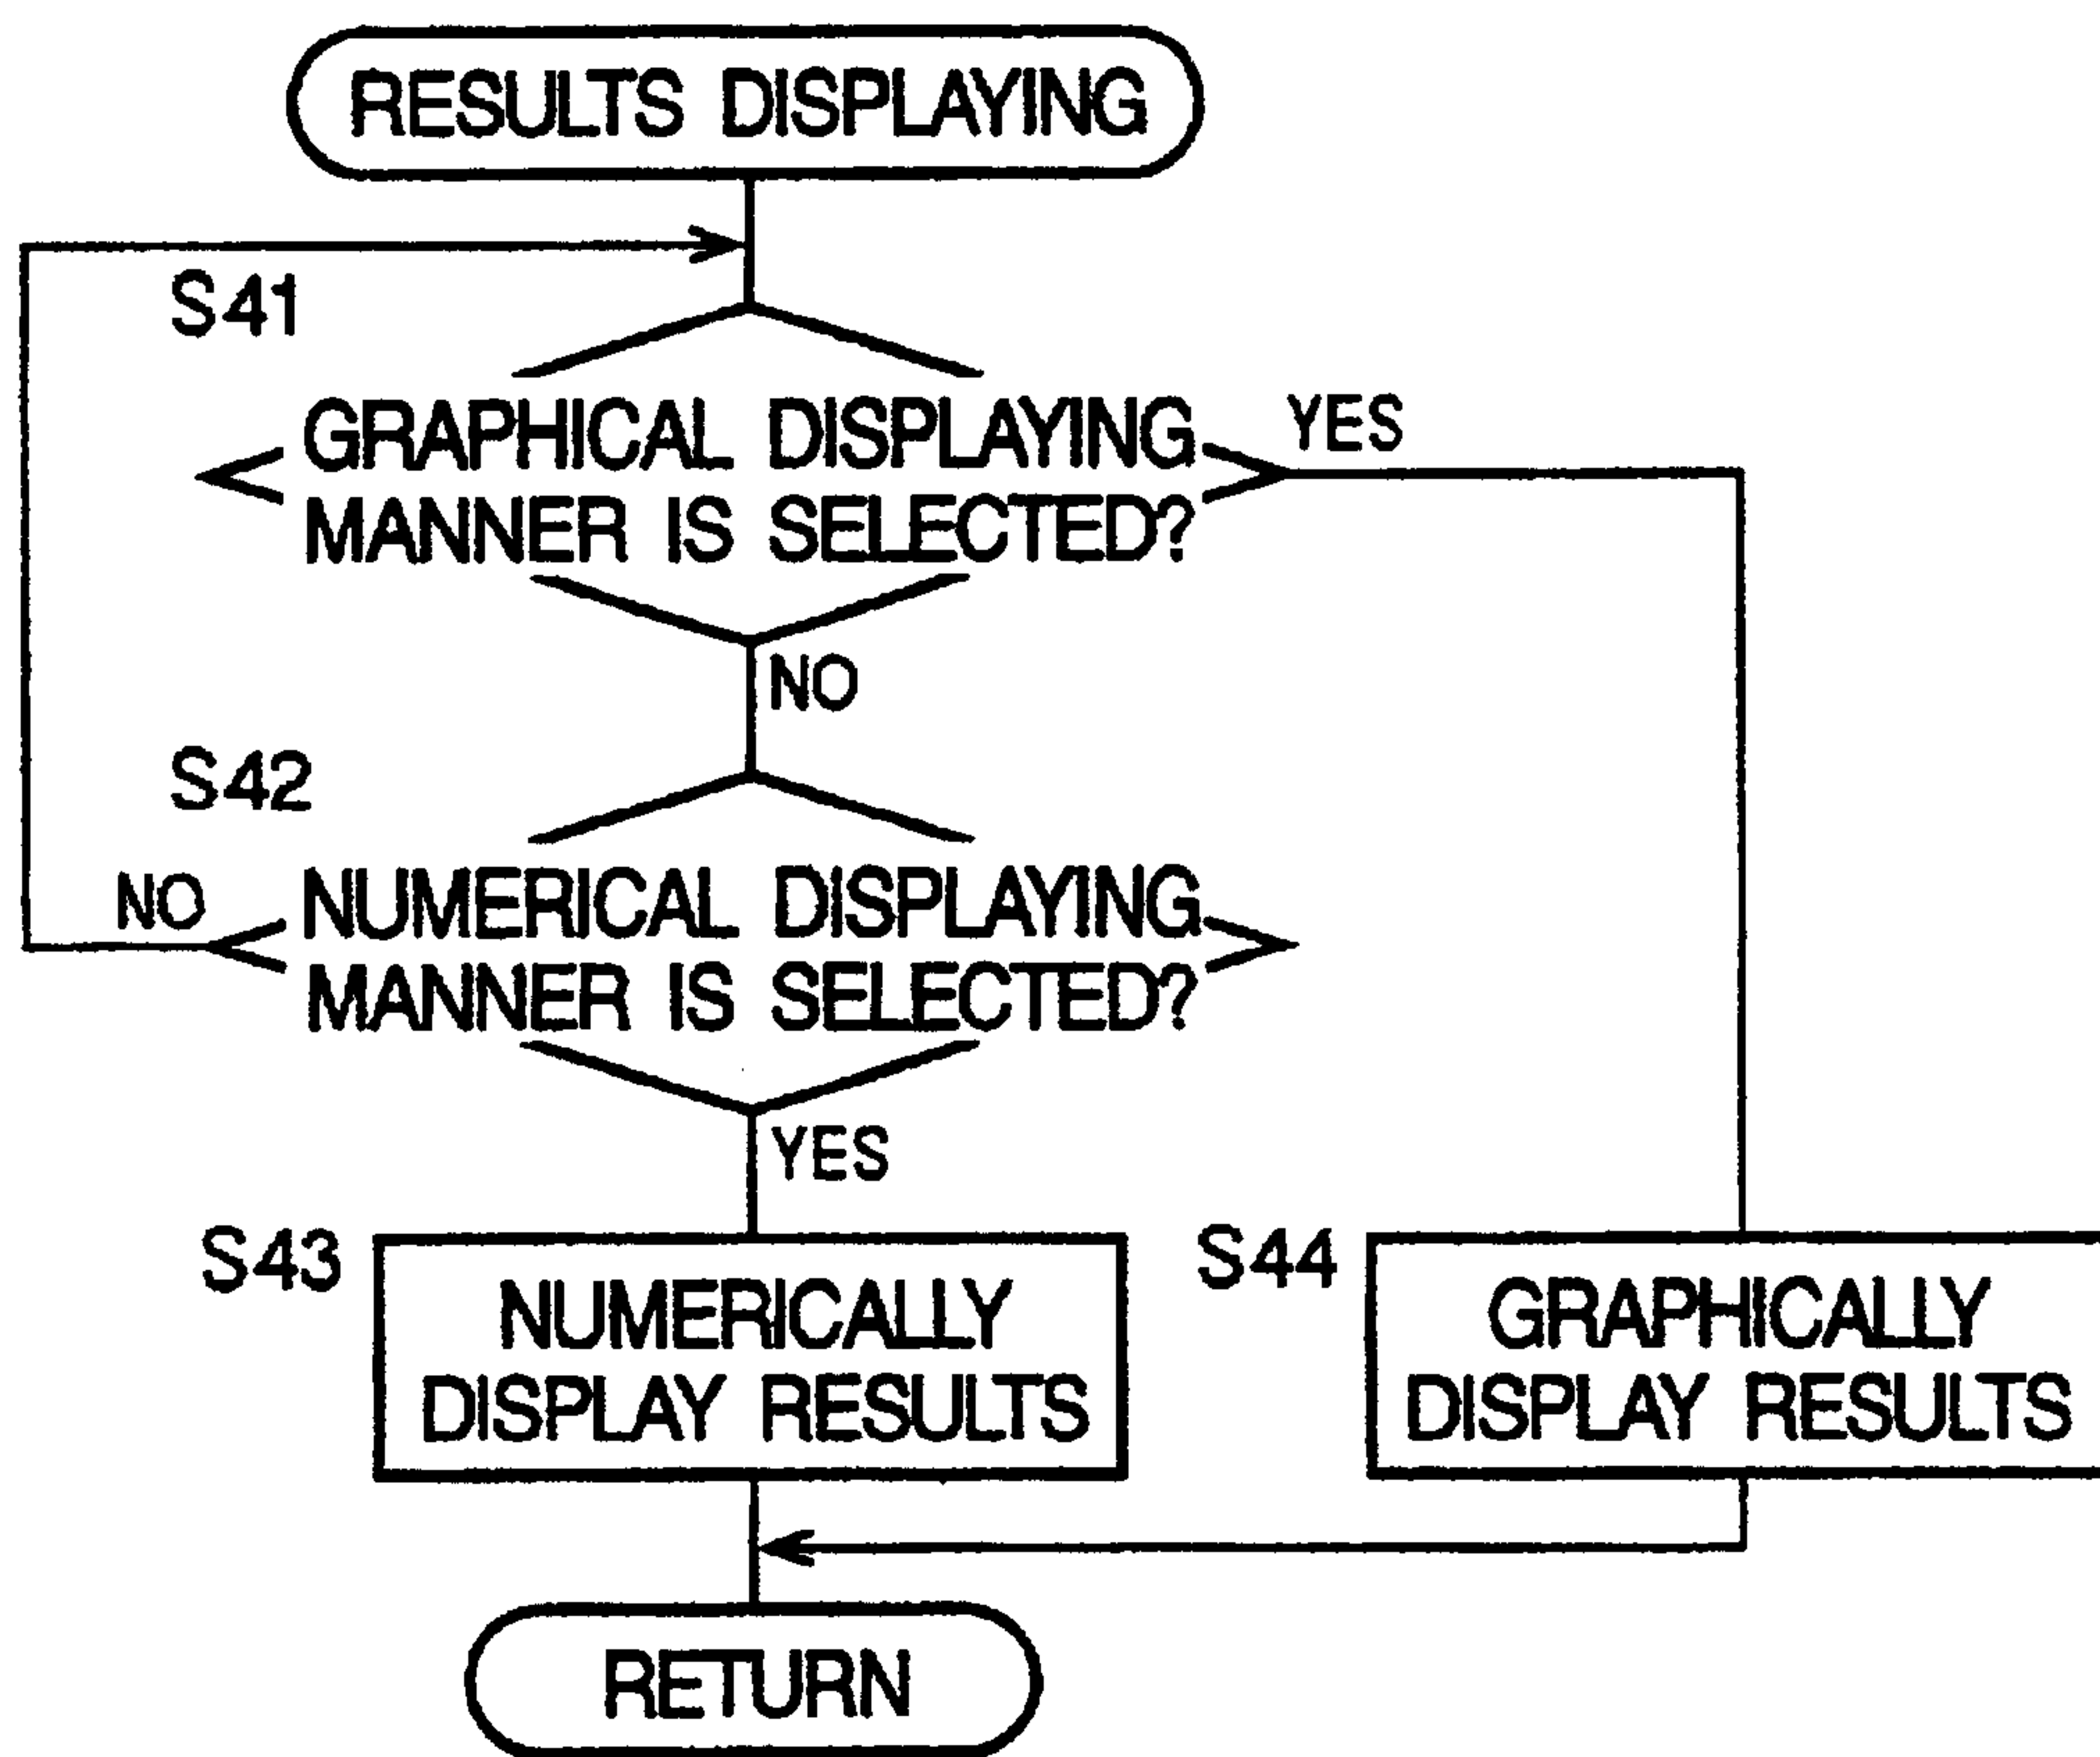 RESULTS DISPLAYING
S41
GRAPHICAL DISPLAYING
MANNER IS SELECTED?
YES
NO
S42
NO
NUMERICAL DISPLAYING
MANNER IS SELECTED?
YES
S43
NUMERICALLY
DISPLAY RESULTS
S44
GRAPHICALLY
DISPLAY RESULTS
RETURN